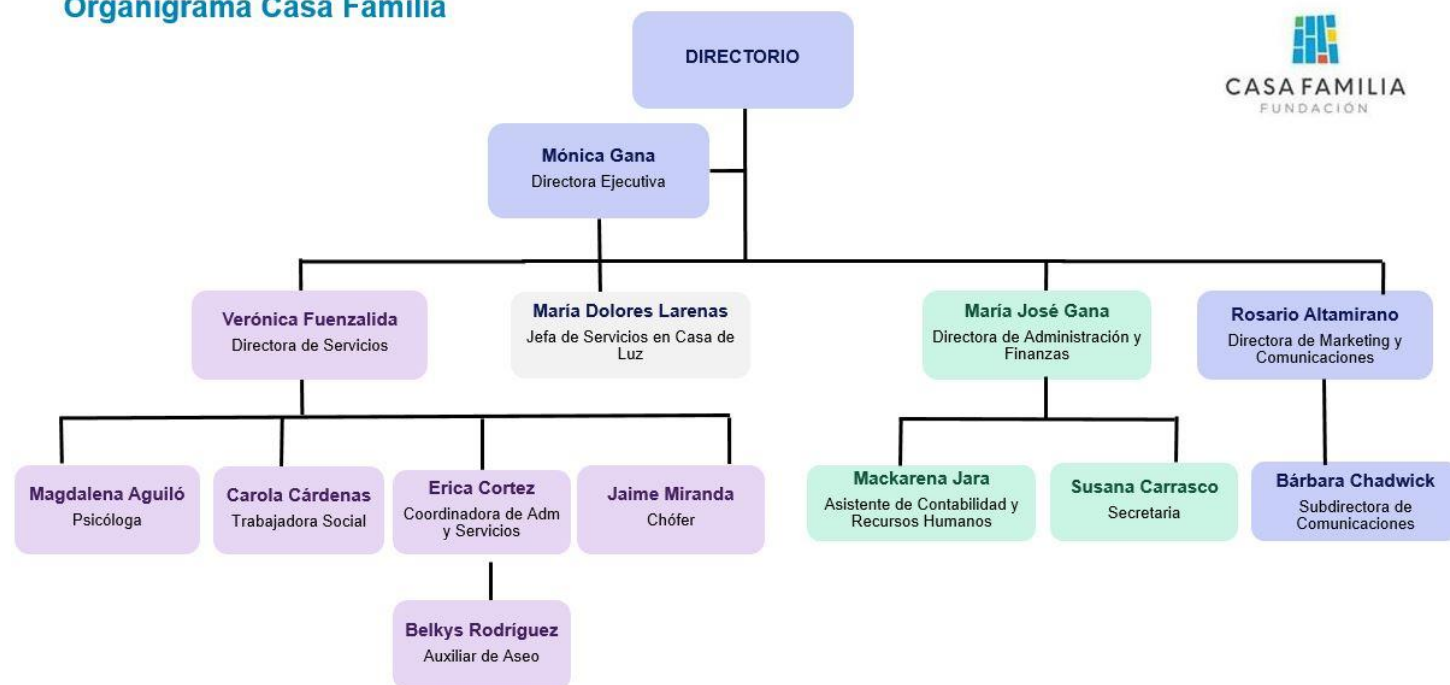 Organigrama Casa Familia
DIRECTORIO
CASA FAMILIA
FUNDACIÓN
Mónica Gana
Directora Ejecutiva
Verónica Fuenzalida
Directora de Servicios
María Dolores Larenas
Jefa de Servicios en Casa de
Luz
María José Gana
Directora de Administración y
Finanzas
Rosario Altamirano
Directora de Marketing y
Comunicaciones
Magdalena Aguiló
Psicóloga
Carola Cárdenas
Trabajadora Social
Erica Cortez
Coordinadora de Adm
y Servicios
Jaime Miranda
Chófer
Mackarena Jara
Asistente de Contabilidad y
Recursos Humanos
Susana Carrasco
Secretaria
Bárbara Chadwick
Subdirectora de
Comunicaciones
Belkys Rodríguez
Auxiliar de Aseo